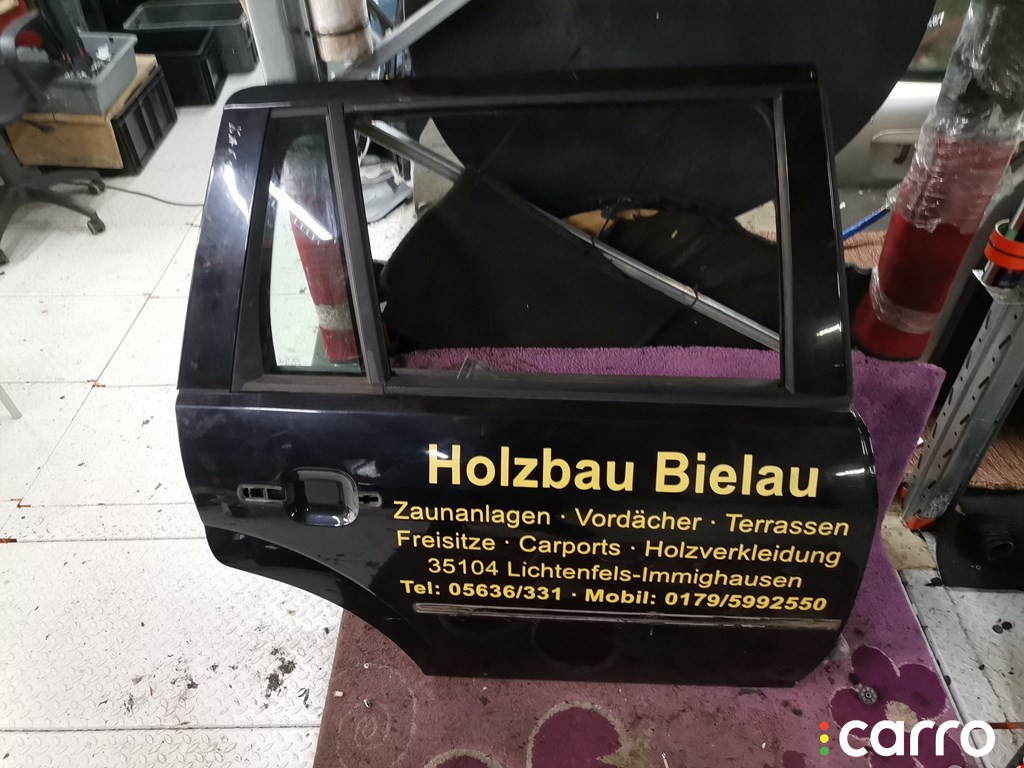 Holzbau Bielau
Zaunanlagen · Vordächer · Terrassen
Freisitze · Carports · Holzverkleidung
35104 Lichtenfels-Immighausen
Tel: 05636/331 · Mobil: 0179/5992550
carro